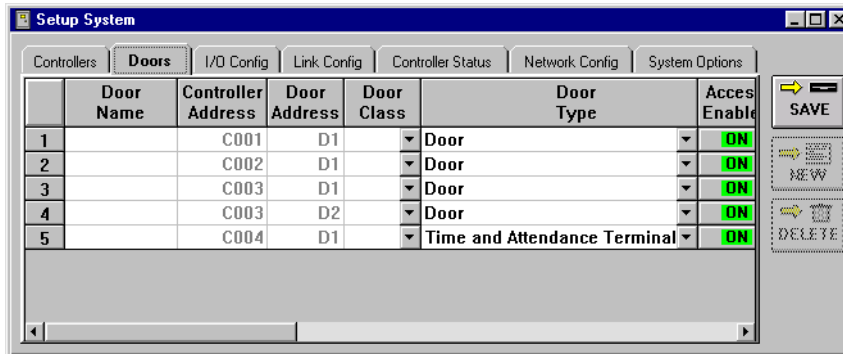 Setup System
Controllers Doors I/O Config Link Config Controller Status Network Config System Options
Door Name Controller Address Door Address Door Class Door Type Acces Enable
1 C001 D1 Door ON
2 C002 D1 Door ON
3 C003 D1 Door ON
4 C003 D2 Door ON
5 C004 D1 Time and Attendance Terminal ON
SAVE
NEW
DELETE